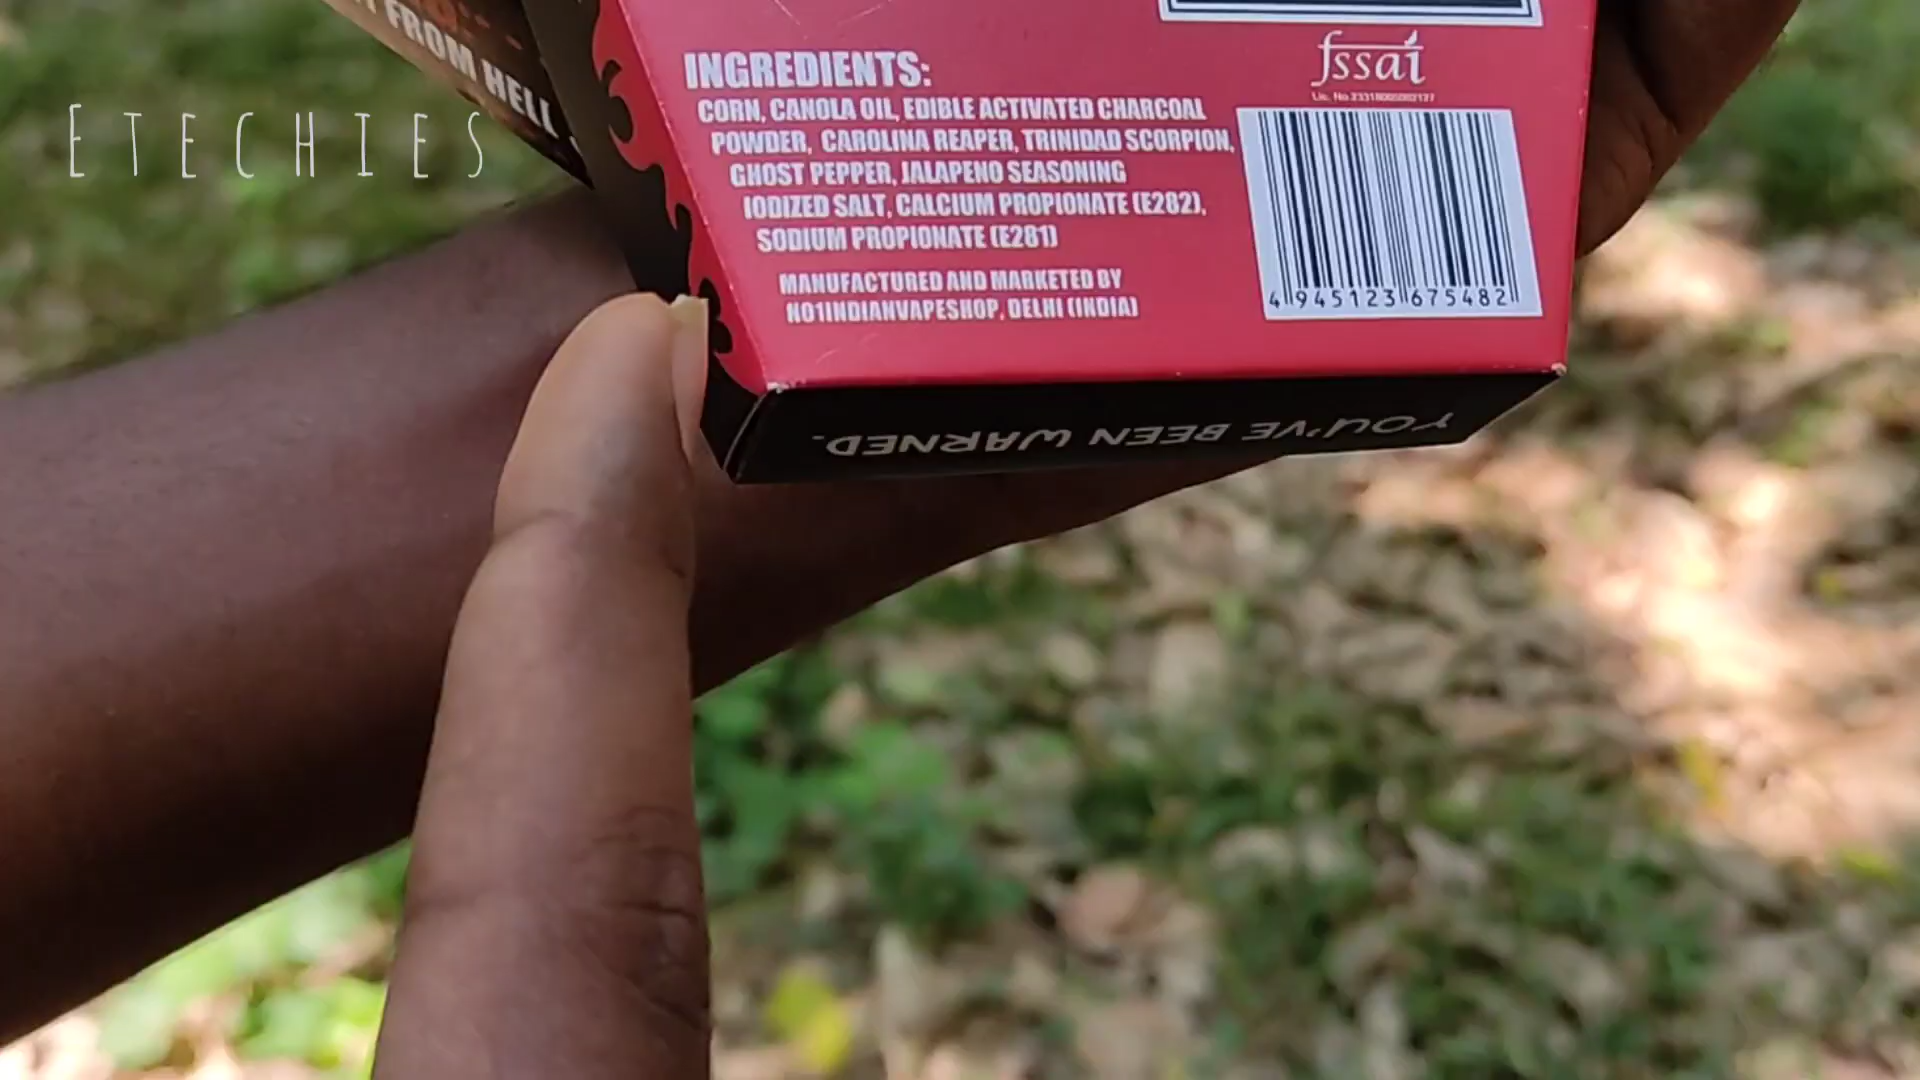 FROM HELL
ETECHIES
INGREDIENTS:
CORN, CANOLA OIL, EDIBLE ACTIVATED CHARCOAL
POWDER, CAROLINA REAPER, TRINIDAD SCORPION,
GHOST PEPPER, JALAPENO SEASONING
IODIZED SALT, CALCIUM PROPIONATE (E282),
SODIUM PROPIONATE (E281)
MANUFACTURED AND MARKETED BY
NO1INDIANVAPESHOP, DELHI (INDIA)
fssai
Lic. No.
4 945123 675482
YOU'VE BEEN WARNED.